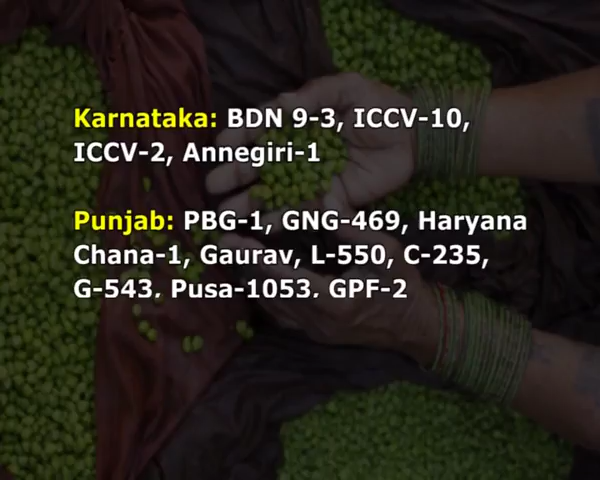 Karnataka: BDN 9-3, ICCV-10,
ICCV-2, Annegiri-1
Punjab: PBG-1, GNG-469, Haryana
Chana-1, Gaurav, L-550, C-235,
G-543, Pusa-1053, GPF-2